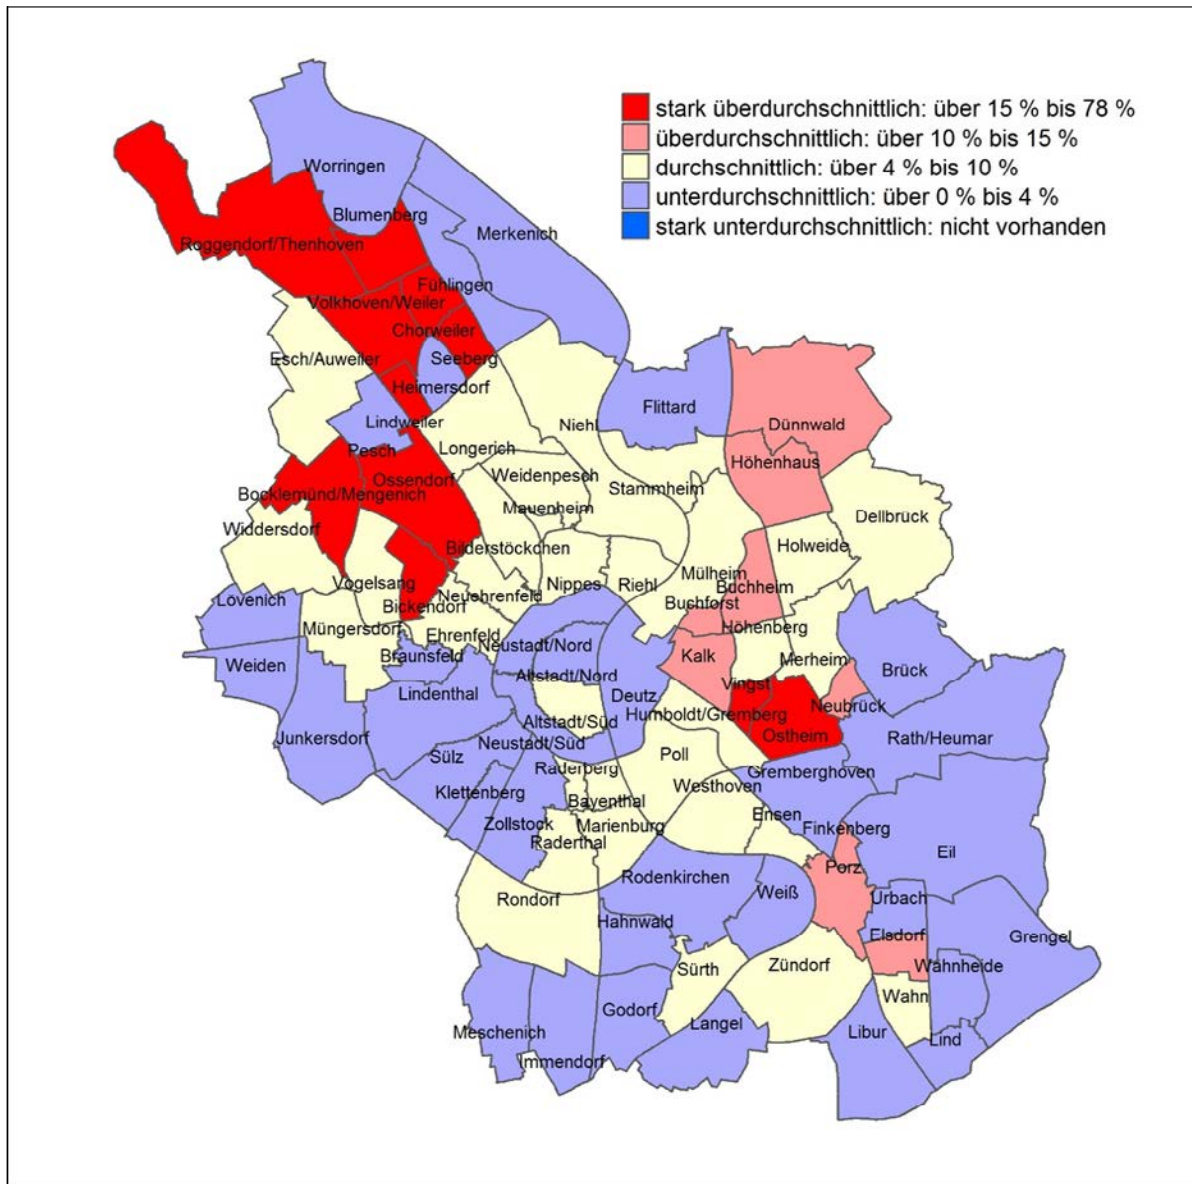 stark überdurchschnittlich: über 15 % bis 78 %
überdurchschnittlich: über 10 % bis 15 %
durchschnittlich: über 4 % bis 10 %
unterdurchschnittlich: über 0 % bis 4 %
stark unterdurchschnittlich: nicht vorhanden
Worringen
Blumenberg
Merkenich
Roggendorf/Thenhoven
Fühlingen
Volkhoven/Weiler
Chorweiler
Esch/Auweiler
Seeberg
Heimersdorf
Flittard
Lindweiler
Niehl
Dünnwald
Pesch
Longerich
Höhenhaus
Ossendorf
Weidenpesch
Stammheim
Bocklemünd/Mengenich
Mauenheim
Dellbrück
Widdersdorf
Bilderstöckchen
Holweide
Vogelsang
Nippes
Riehl
Mülheim
Buchheim
Neuehrenfeld
Lövenich
Bickendorf
Buchforst
Müngersdorf
Ehrenfeld
Höhenberg
Neustadt/Nord
Braunsfeld
Kalk
Merheim
Weiden
Altstadt/Nord
Brück
Lindenthal
Deutz
Vingst
Neubrück
Humboldt/Gremberg
Altstadt/Süd
Ostheim
Junkersdorf
Neustadt/Süd
Rath/Heumar
Sülz
Poll
Raderberg
Gremberghoven
Klettenberg
Westhoven
Bayenthal
Ensen
Zollstock
Marienburg
Finkenberg
Raderthal
Eil
Porz
Rodenkirchen
Weiß
Rondorf
Urbach
Hahnwald
Elsdorf
Grengel
Sürth
Zündorf
Wahnheide
Wahn
Godorf
Langel
Meschenich
Libur
Lind
Immendorf